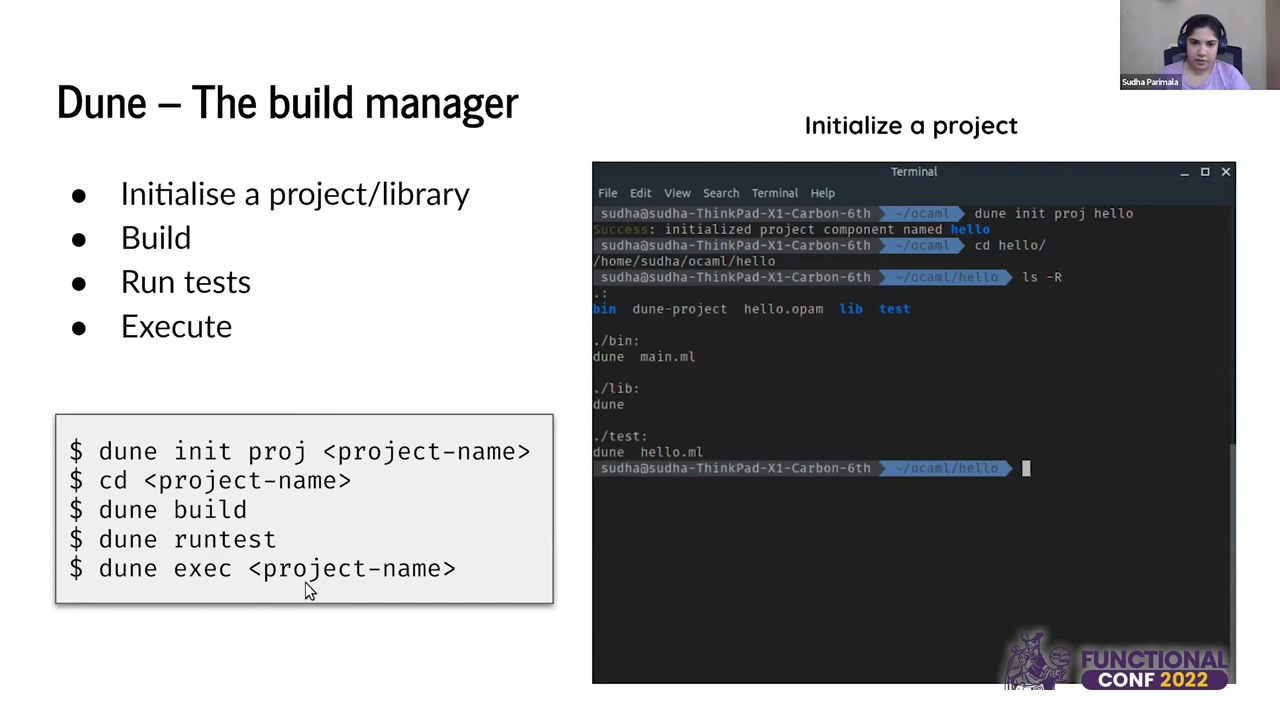 Sudha Parimala
Dune – The build manager
● Initialise a project/library
● Build
● Run tests
● Execute
$ dune init proj <project-name>
$ cd <project-name>
$ dune build
$ dune runtest
$ dune exec <project-name>
Initialize a project
Terminal
File Edit View Search Terminal Help
sudha@sudha-ThinkPad-X1-Carbon-6th ~/ocaml dune init proj hello
Success: initialized project component named hello
sudha@sudha-ThinkPad-X1-Carbon-6th ~/ocaml cd hello/
/home/sudha/ocaml/hello
sudha@sudha-ThinkPad-X1-Carbon-6th ~/ocaml/hello ls -R
.:
bin dune-project hello.opam lib test
./bin:
dune main.ml
./lib:
dune
./test:
dune hello.ml
sudha@sudha-ThinkPad-X1-Carbon-6th ~/ocaml/hello
FUNCTIONAL
CONF 2022